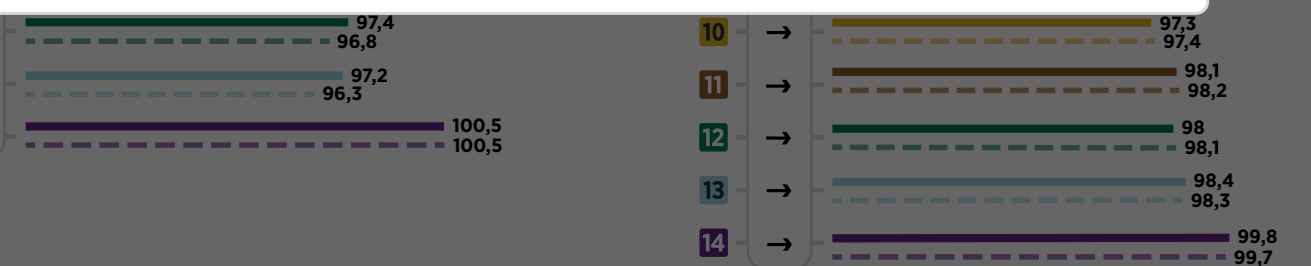 97,4
96,8
97,2
96,3
100,5
100,5
10 → 97,3
97,4
11 → 98,1
98,2
12 → 98
98,1
13 → 98,4
98,3
14 → 99,8
99,7